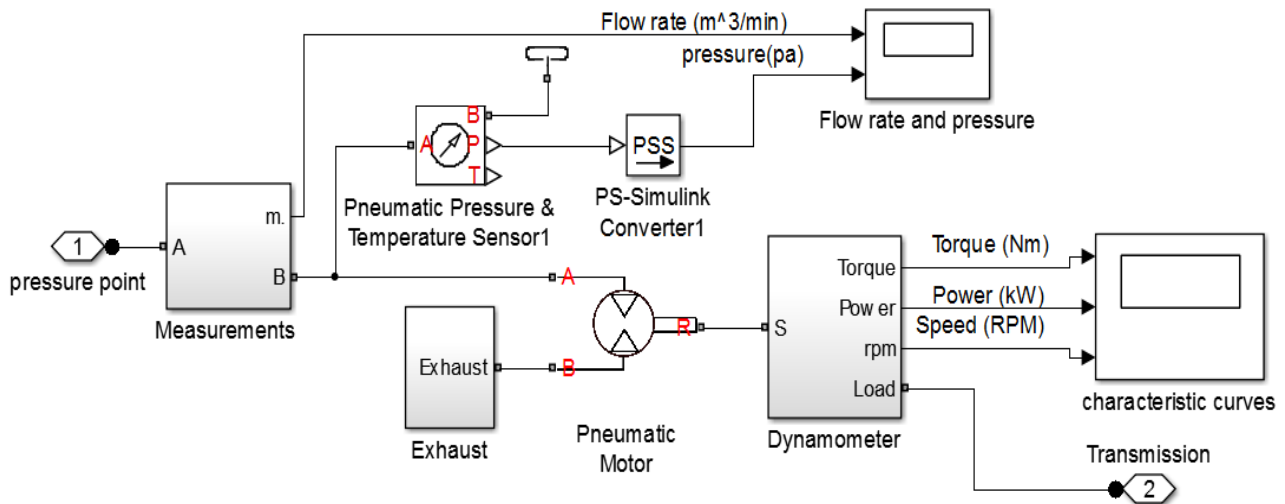 Flow rate (m^3/min)
pressure(pa)
Flow rate and pressure
B
A
P
T
PSS
Pneumatic Pressure &
Temperature Sensor1
PS-Simulink
Converter1
1
pressure point
A
m.
B
Measurements
A
B
R
Exhaust
Exhaust
Pneumatic
Motor
S
Torque
Power
rpm
Load
Dynamometer
Torque (Nm)
Power (kW)
Speed (RPM)
characteristic curves
Transmission
2